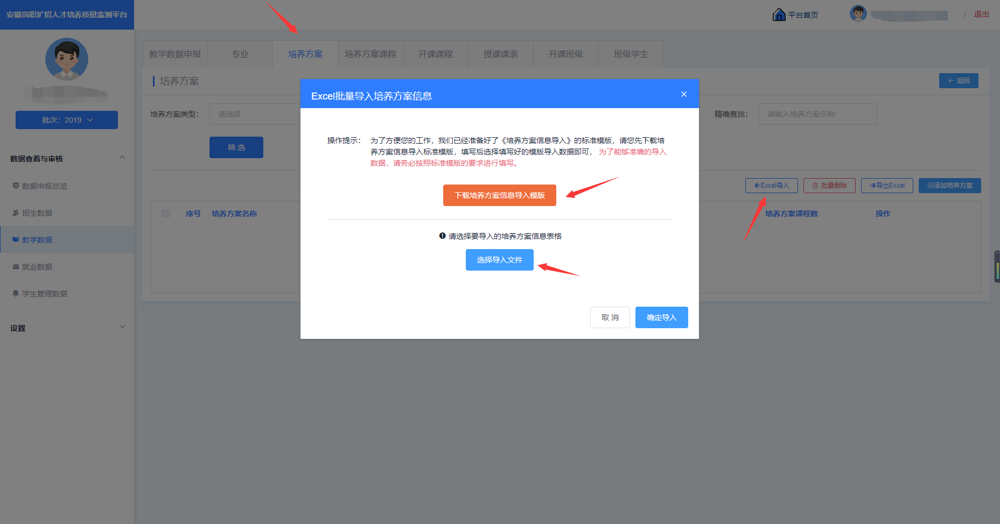 安徽高职扩招人才培养质量监测平台
平台首页
退出
批次：2019
数据查看与审核
数据申报总览
招生数据
教学数据
就业数据
学生管理数据
设置
教学数据申报 专业 培养方案 培养方案课程 开课课程 授课课表 开课班级 班级学生
培养方案
返回
培养方案类型： 请选择
精确查找： 请输入培养方案名称
筛 选
Excel导入 批量删除 导出Excel 添加培养方案
序号 培养方案名称 培养方案课程数 操作
Excel批量导入培养方案信息
操作提示： 为了方便您的工作，我们已经准备好了《培养方案信息导入》的标准模版，请您先下载培
养方案信息导入标准模版，填写后选择填写好的模版导入数据即可， 为了能够准确的导入
数据，请务必按照标准模版的要求进行填写。
下载培养方案信息导入模版
请选择要导入的培养方案信息表格
选择导入文件
取 消 确定导入